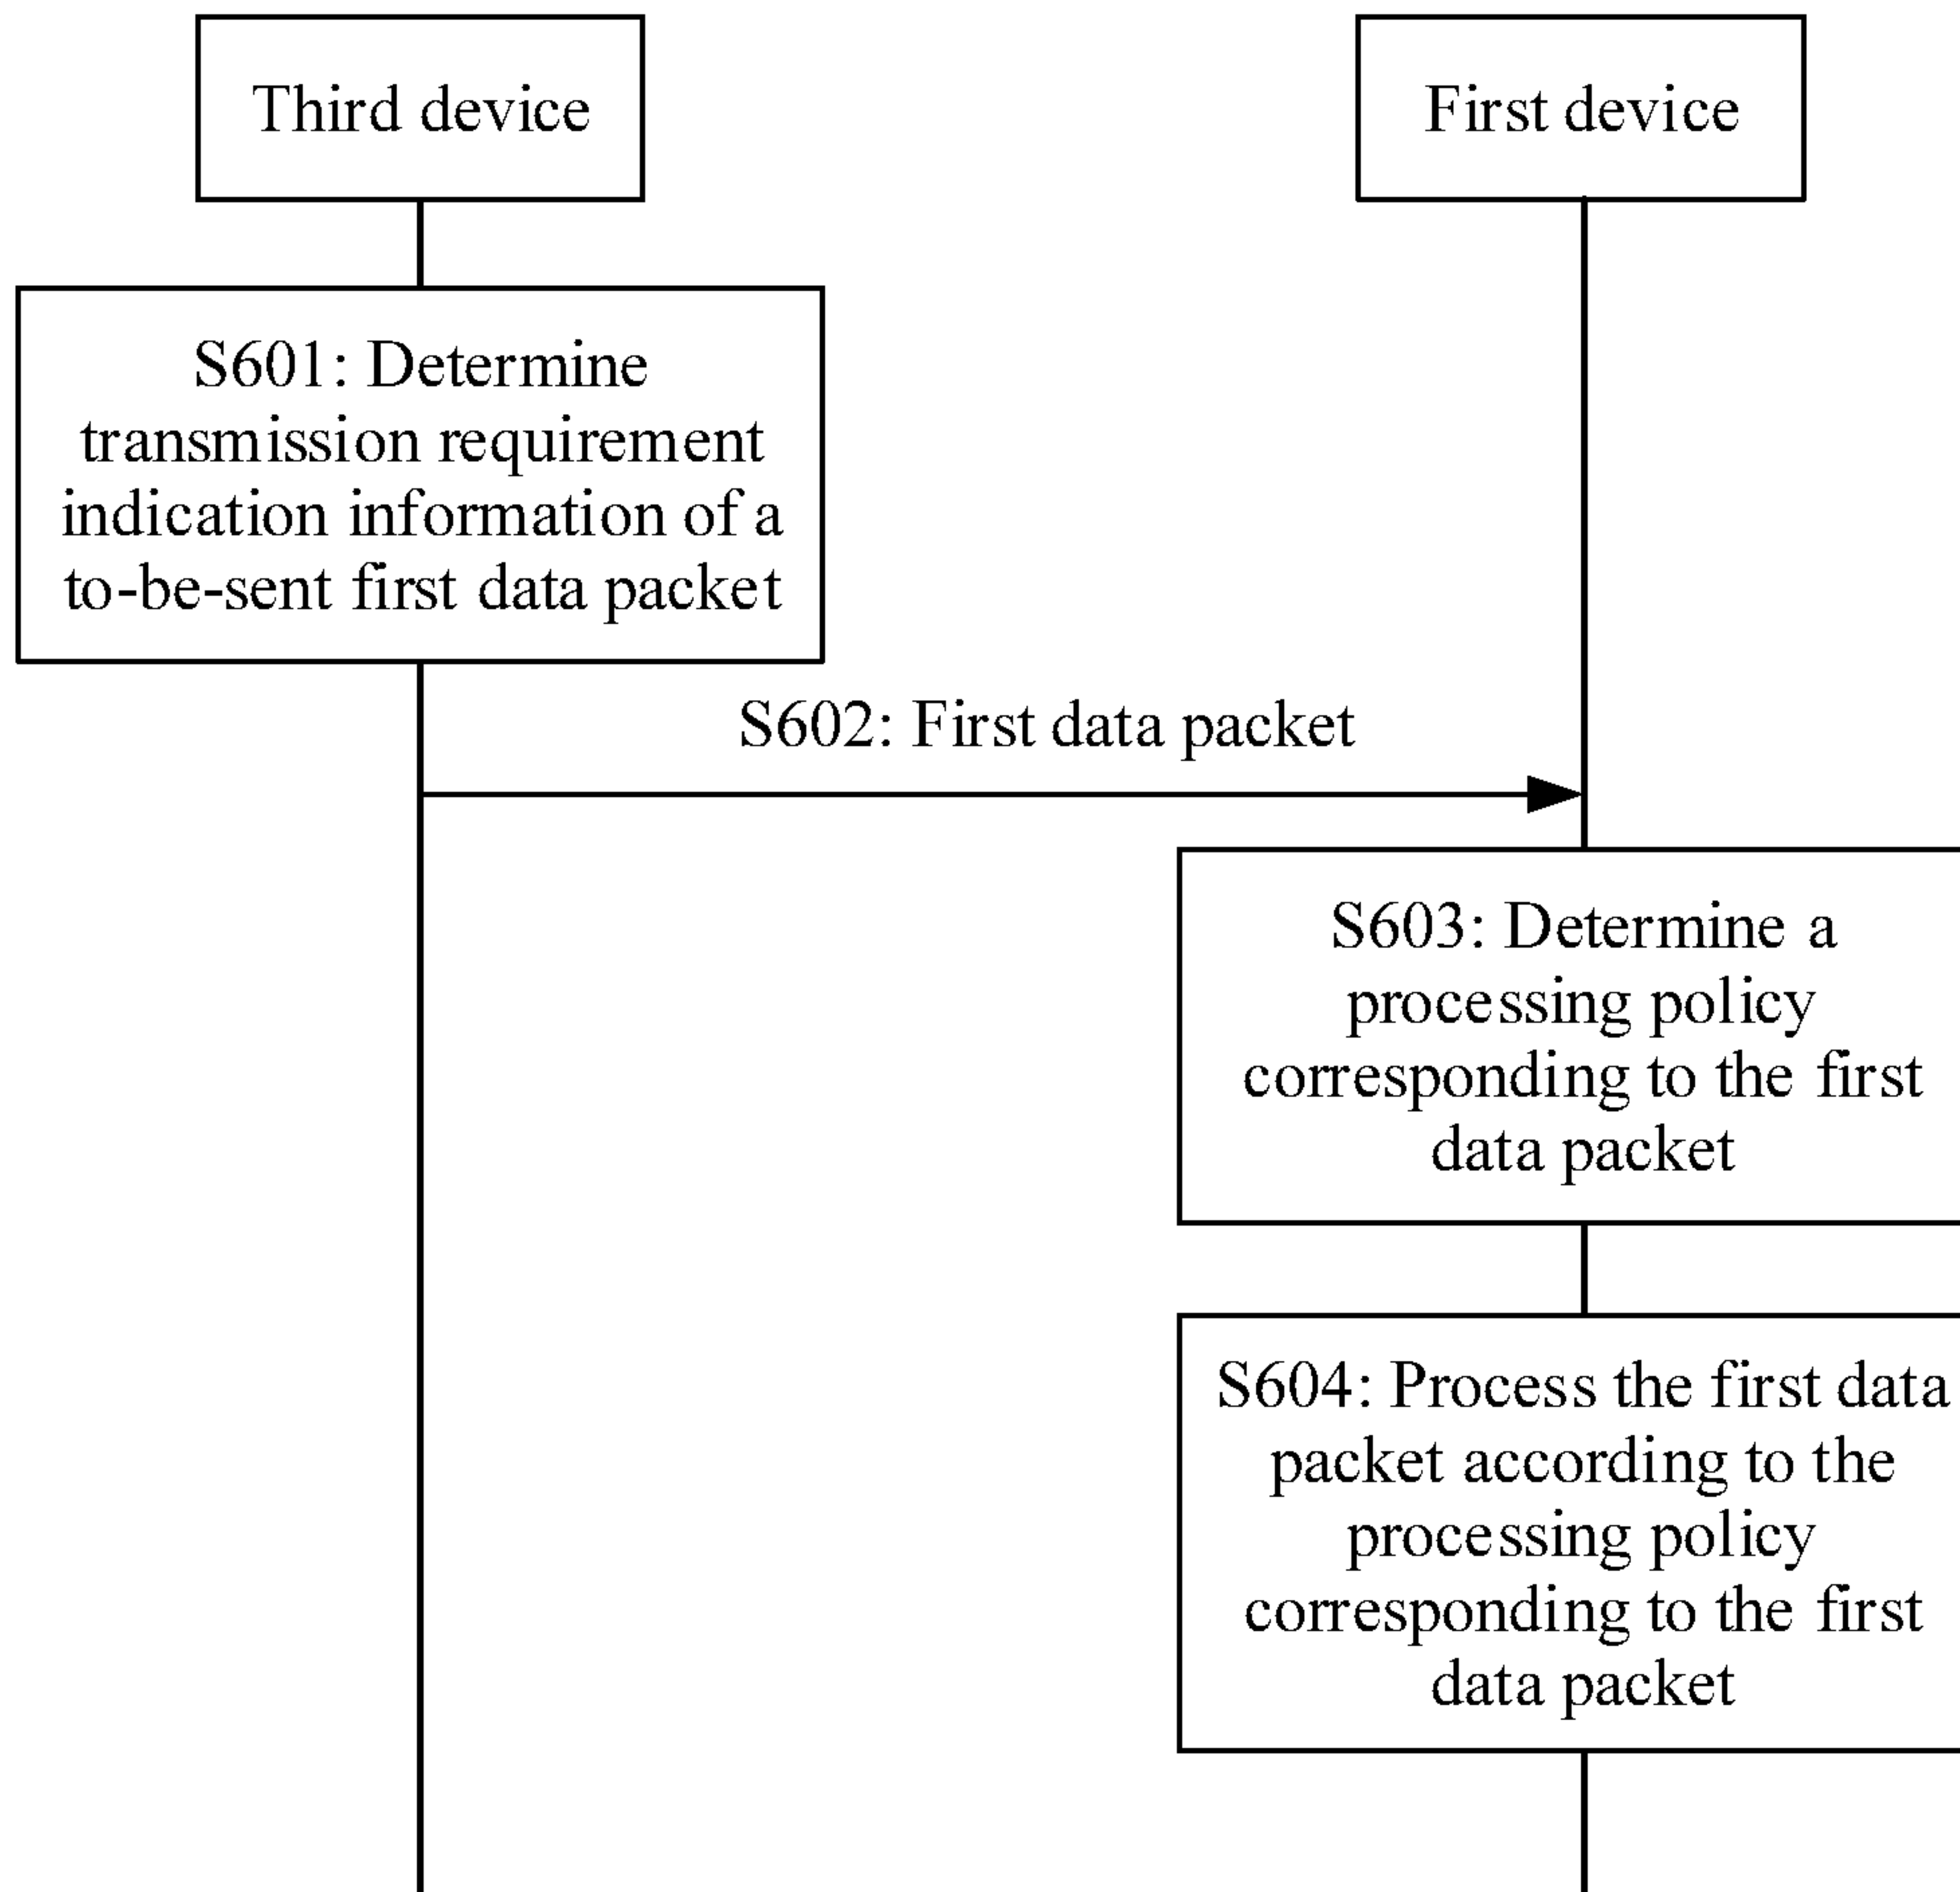 Third device
First device
S601: Determine
transmission requirement
indication information of a
to-be-sent first data packet
S602: First data packet
S603: Determine a
processing policy
corresponding to the first
data packet
S604: Process the first data
packet according to the
processing policy
corresponding to the first
data packet